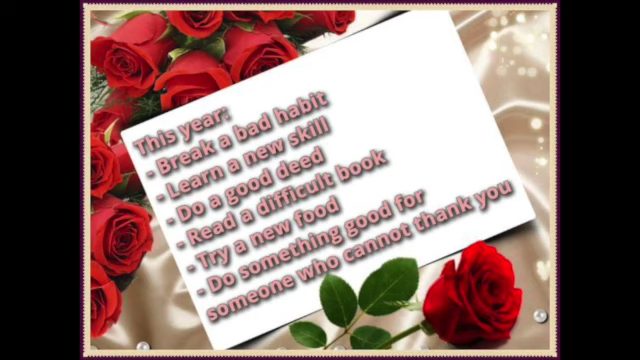 This year:
- Break a bad habit
- Learn a new skill
- Do a good deed
- Read a difficult book
- Try a new food
- Do something good for
someone who cannot thank you